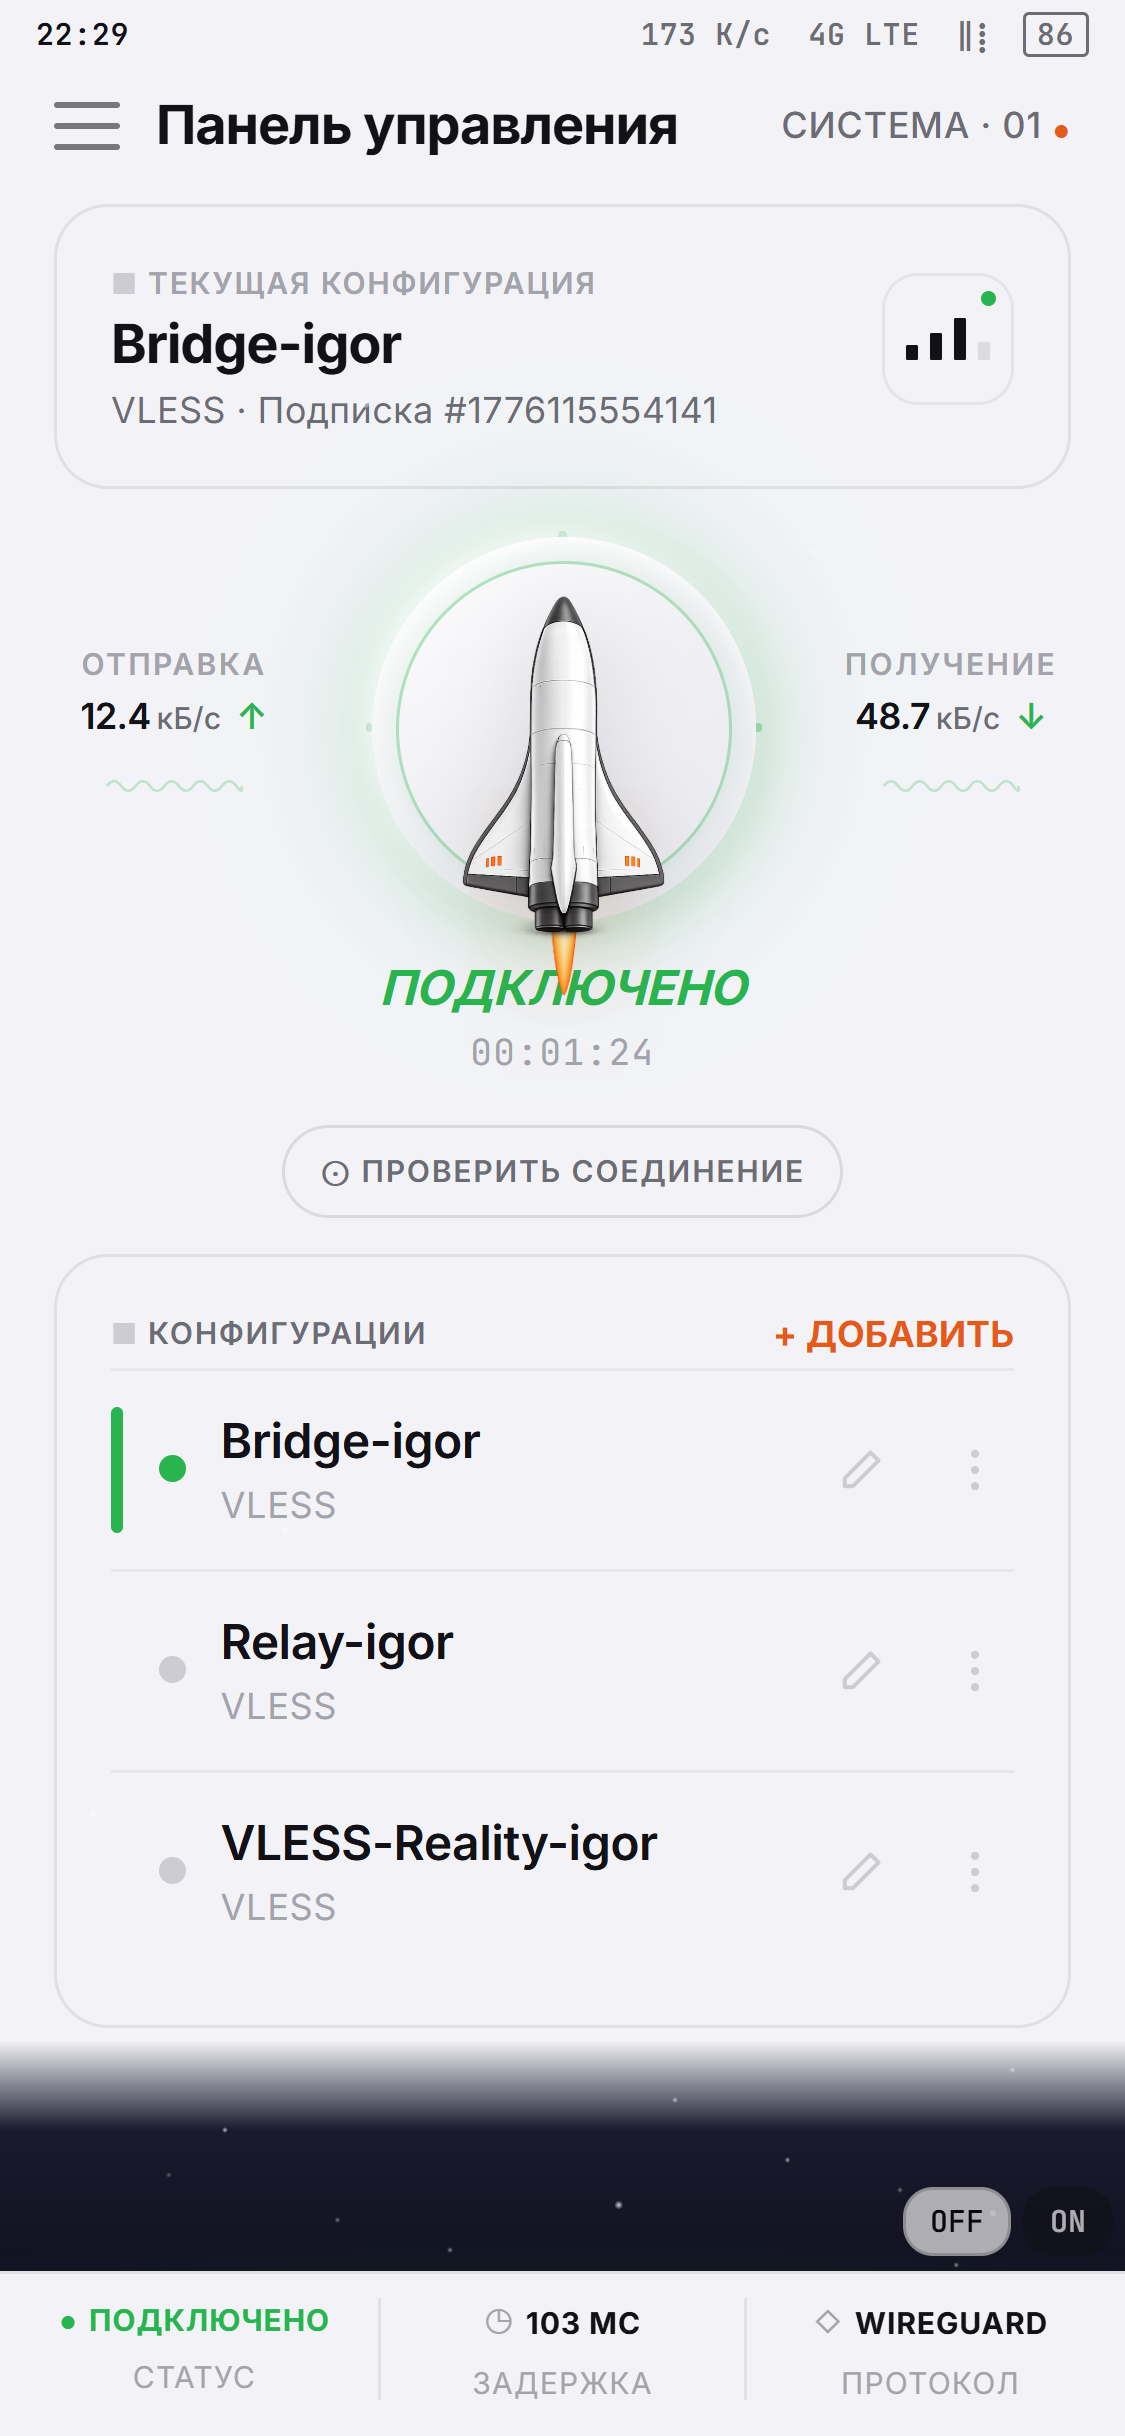 22:29 173 K/c 4G LTE 86
Панель управления СИСТЕМА · 01
ТЕКУЩАЯ КОНФИГУРАЦИЯ
Bridge-igor
VLESS · Подписка #1776115554141
ОТПРАВКА ПОЛУЧЕНИЕ
12.4 кБ/с ↑ 48.7 кБ/с ↓
ПОДКЛЮЧЕНО
00:01:24
ПРОВЕРИТЬ СОЕДИНЕНИЕ
КОНФИГУРАЦИИ + ДОБАВИТЬ
Bridge-igor
VLESS
Relay-igor
VLESS
VLESS-Reality-igor
VLESS
OFF ON
ПОДКЛЮЧЕНО 103 МС WIREGUARD
СТАТУС ЗАДЕРЖКА ПРОТОКОЛ